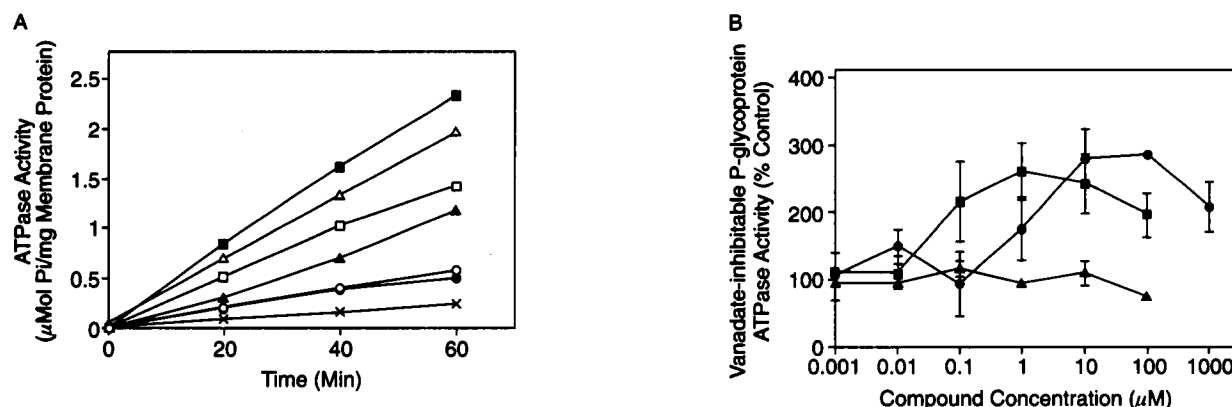 A
ATPase Activity
(μMol Pi/mg Membrane Protein)
2.5
2
1.5
1
0.5
0
0
20
40
60
Time (Min)
B
Vanadate-inhibitable P-glycoprotein
ATPase Activity (% Control)
400
300
200
100
0
0.001
0.01
0.1
1
10
100
1000
Compound Concentration (μM)